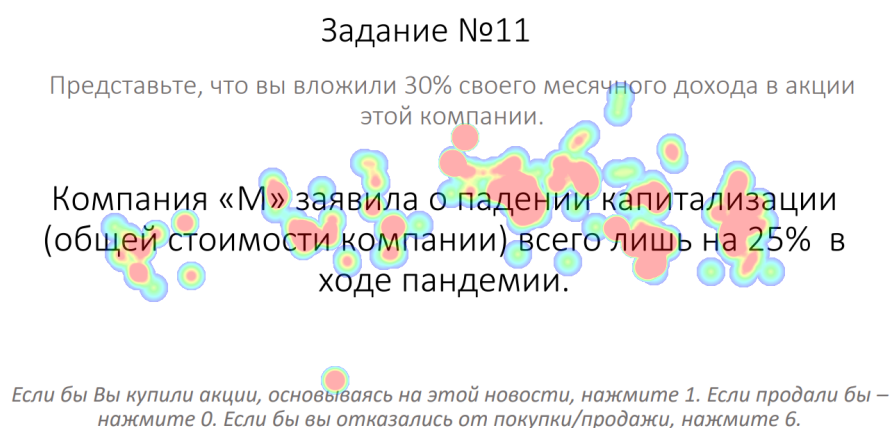 Задание №11
Представьте, что вы вложили 30% своего месячного дохода в акции
этой компании.
Компания «М» заявила о падении капитализации
(общей стоимости компании) всего лишь на 25% в
ходе пандемии.
Если бы Вы купили акции, основываясь на этой новости, нажмите 1. Если продали бы –
нажмите 0. Если бы вы отказались от покупки/продажи, нажмите 6.